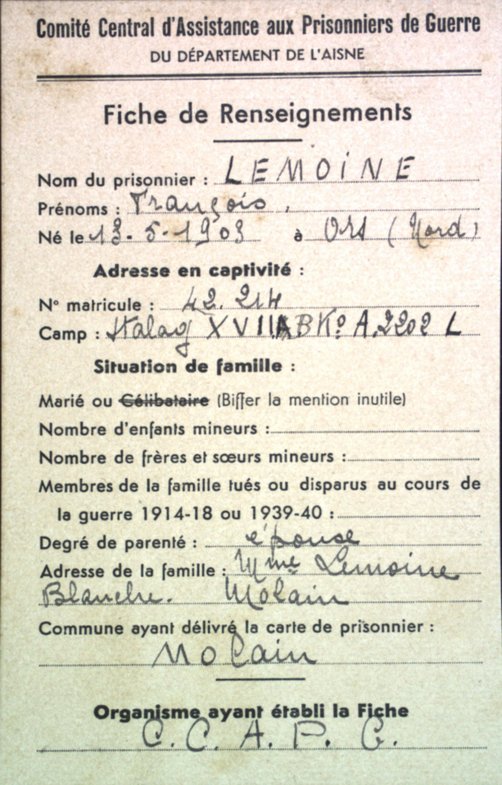 Comité Central d'Assistance aux Prisonniers de Guerre
DU DÉPARTEMENT DE L'AISNE
Fiche de Renseignements
Nom du prisonnier : LEMOINE
Prénoms : François.
Né le 13-5-1903 à Ors (Nord)
Adresse en captivité :
N° matricule : 42.214
Camp : Stalag XVIIAB Ko A.2202 L
Situation de famille :
Marié ou Célibataire (Biffer la mention inutile)
Nombre d'enfants mineurs :
Nombre de frères et sœurs mineurs :
Membres de la famille tués ou disparus au cours de
la guerre 1914-18 ou 1939-40 :
Degré de parenté : épouse
Adresse de la famille : Mme Lemoine
Blanche. Molain
Commune ayant délivré la carte de prisonnier :
Molain
Organisme ayant établi la Fiche
C. C. A. P. G.